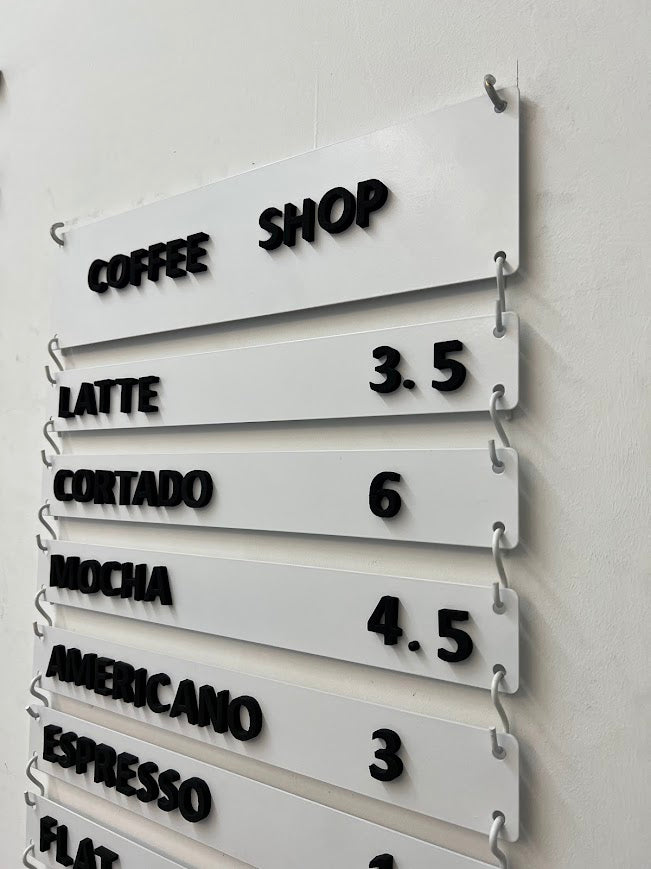 COFFEE SHOP
LATTE 3.5
CORTADO 6
MOCHA 4.5
AMERICANO 3
ESPRESSO
FLAT